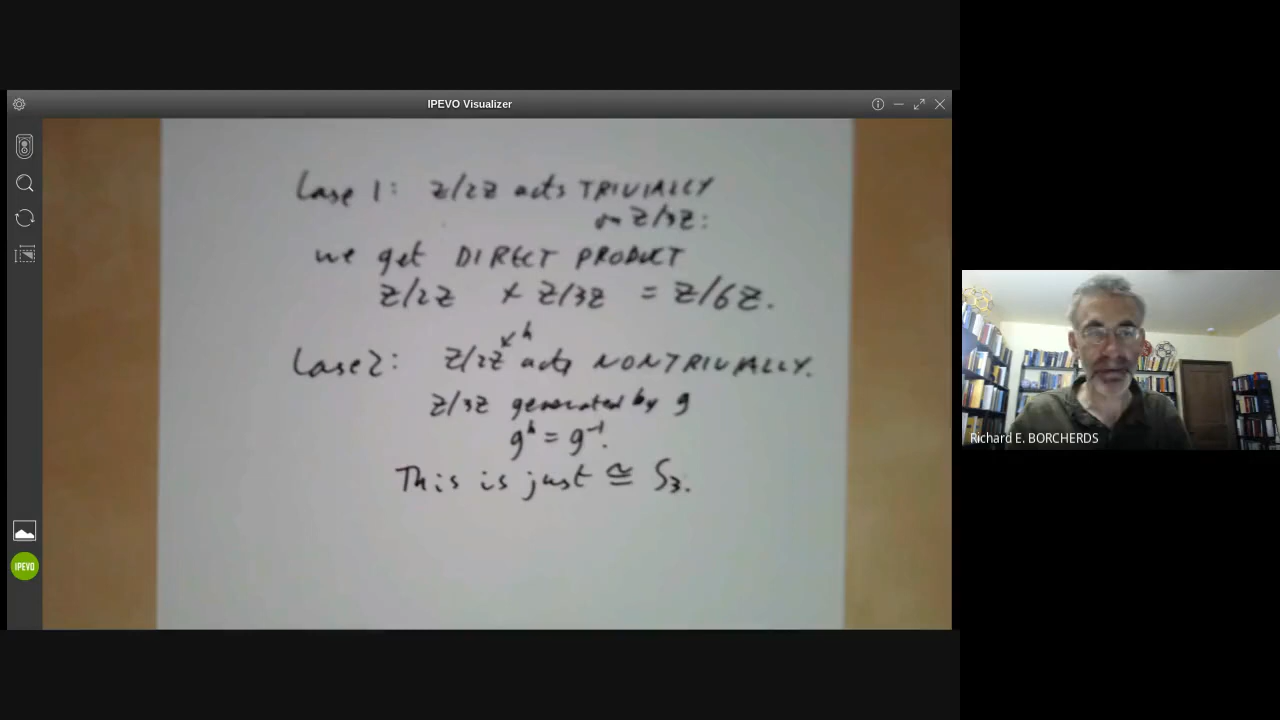 IPEVO Visualizer
Case 1: Z/2Z acts TRIVIALLY
on Z/3Z:
we get DIRECT PRODUCT
Z/2Z × Z/3Z = Z/6Z.
h
Case 2: Z/2Z acts NONTRIVIALLY.
Z/3Z generated by g
gʰ = g⁻¹.
This is just ≅ S₃.
IPEVO
Richard E. BORCHERDS